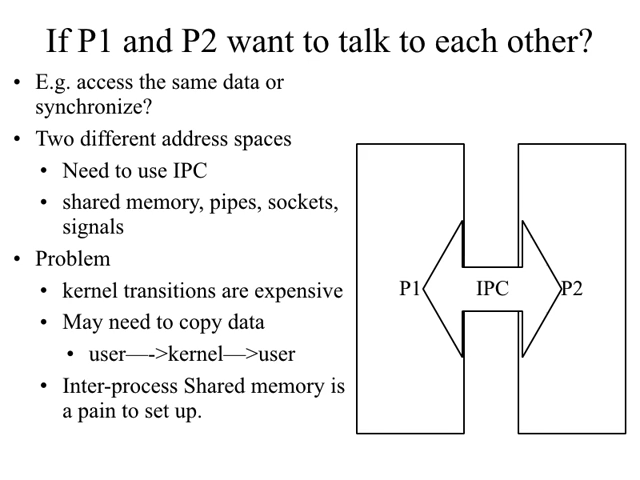 If P1 and P2 want to talk to each other?
• E.g. access the same data or
synchronize?
• Two different address spaces
• Need to use IPC
• shared memory, pipes, sockets,
signals
• Problem
• kernel transitions are expensive
• May need to copy data
• user—->kernel—>user
• Inter-process Shared memory is
a pain to set up.
P1 IPC P2